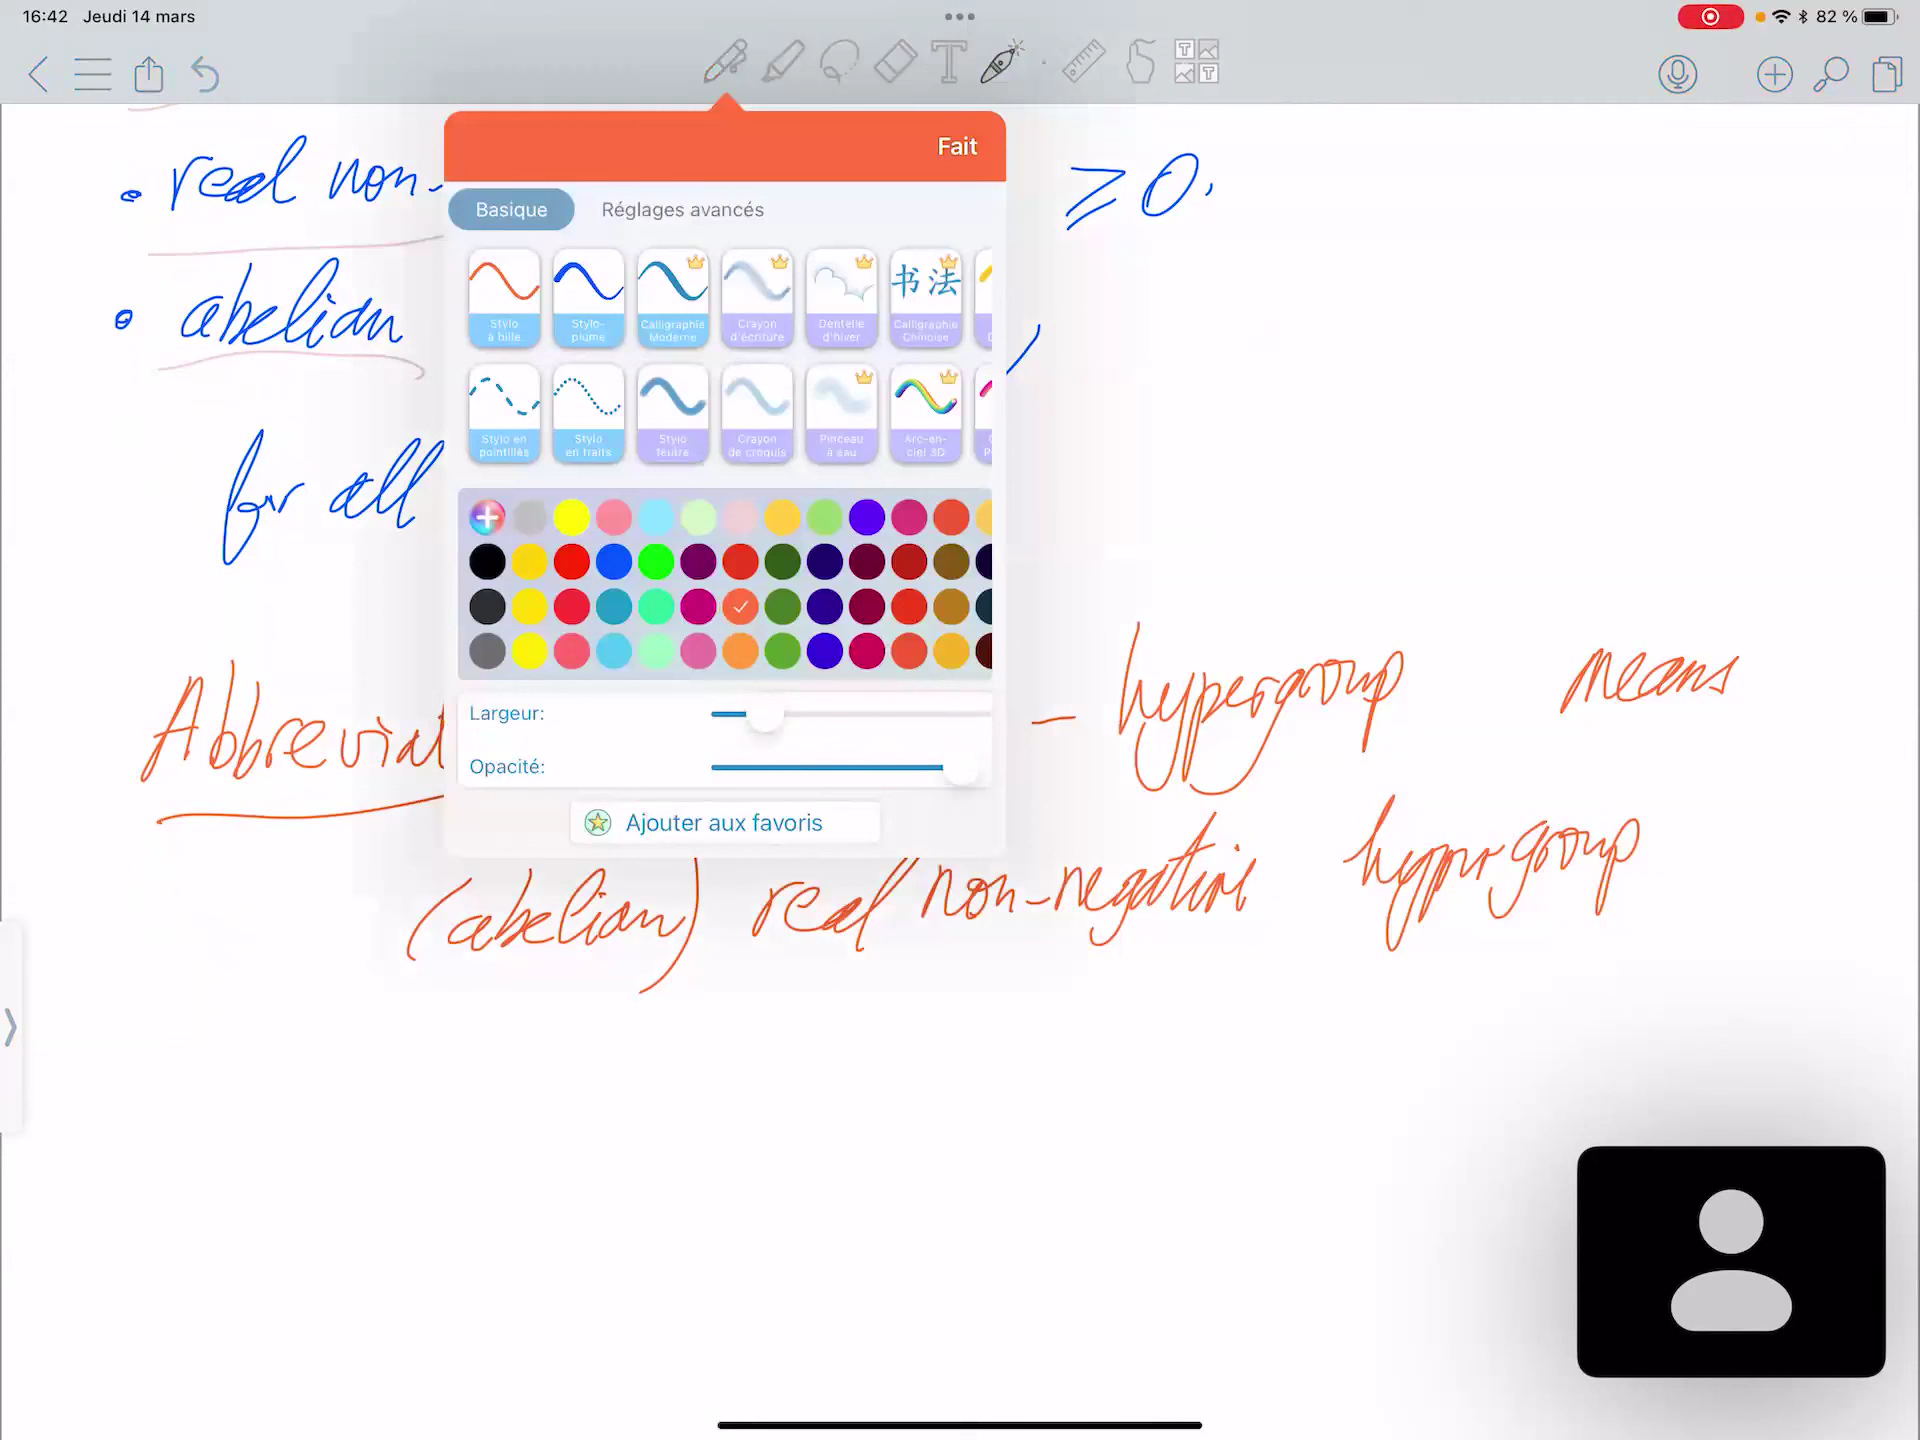 16:42 Jeudi 14 mars
82 %
Fait
• real non- ≥ 0,
Basique Réglages avancés
• abelian ,
Stylo à bille
Stylo-plume
Calligraphie Moderne
Crayon d'écriture
Dentelle d'hiver
书法
Calligraphie Chinoise
Stylo en pointillés
Stylo en traits
Stylo feutre
Crayon de croquis
Pinceau à eau
Arc-en-ciel 3D
for all
Largeur:
Opacité:
Abbreviat – hypergroup means
Ajouter aux favoris
(abelian) real non-negative hypergroup